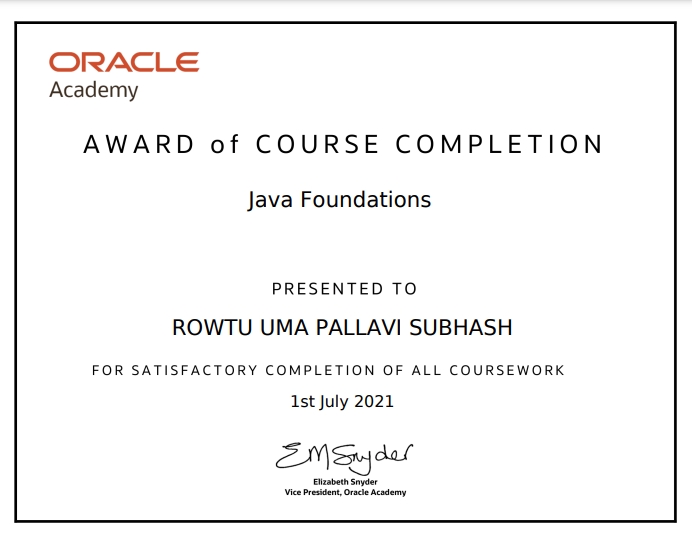 ORACLE
Academy
AWARD of COURSE COMPLETION
Java Foundations
PRESENTED TO
ROWTU UMA PALLAVI SUBHASH
FOR SATISFACTORY COMPLETION OF ALL COURSEWORK
1st July 2021
EMSnyder
Elizabeth Snyder
Vice President, Oracle Academy